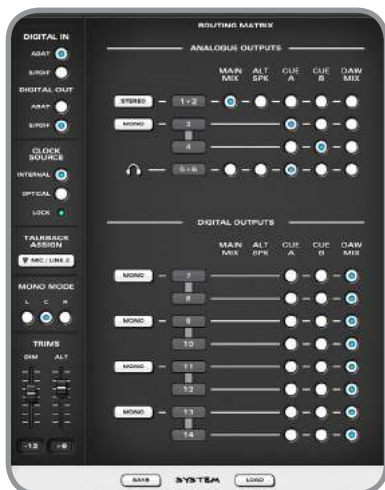 DIGITAL IN
ADAT
S/PDIF
DIGITAL OUT
ADAT
S/PDIF
CLOCK SOURCE
INTERNAL
OPTICAL
LOCK
TALKBACK ASSIGN
MIC / LINE 2
MONO MODE
L C R
TRIMS
DIM ALT
-12 -6
ROUTING MATRIX
ANALOGUE OUTPUTS
MAIN MIX ALT SPK CUE A CUE B DAW MIX
STEREO 1+2
MONO 3
4
5+6
DIGITAL OUTPUTS
MAIN MIX ALT SPK CUE A CUE B DAW MIX
MONO 7
8
MONO 9
10
MONO 11
12
MONO 13
14
SAVE SYSTEM LOAD